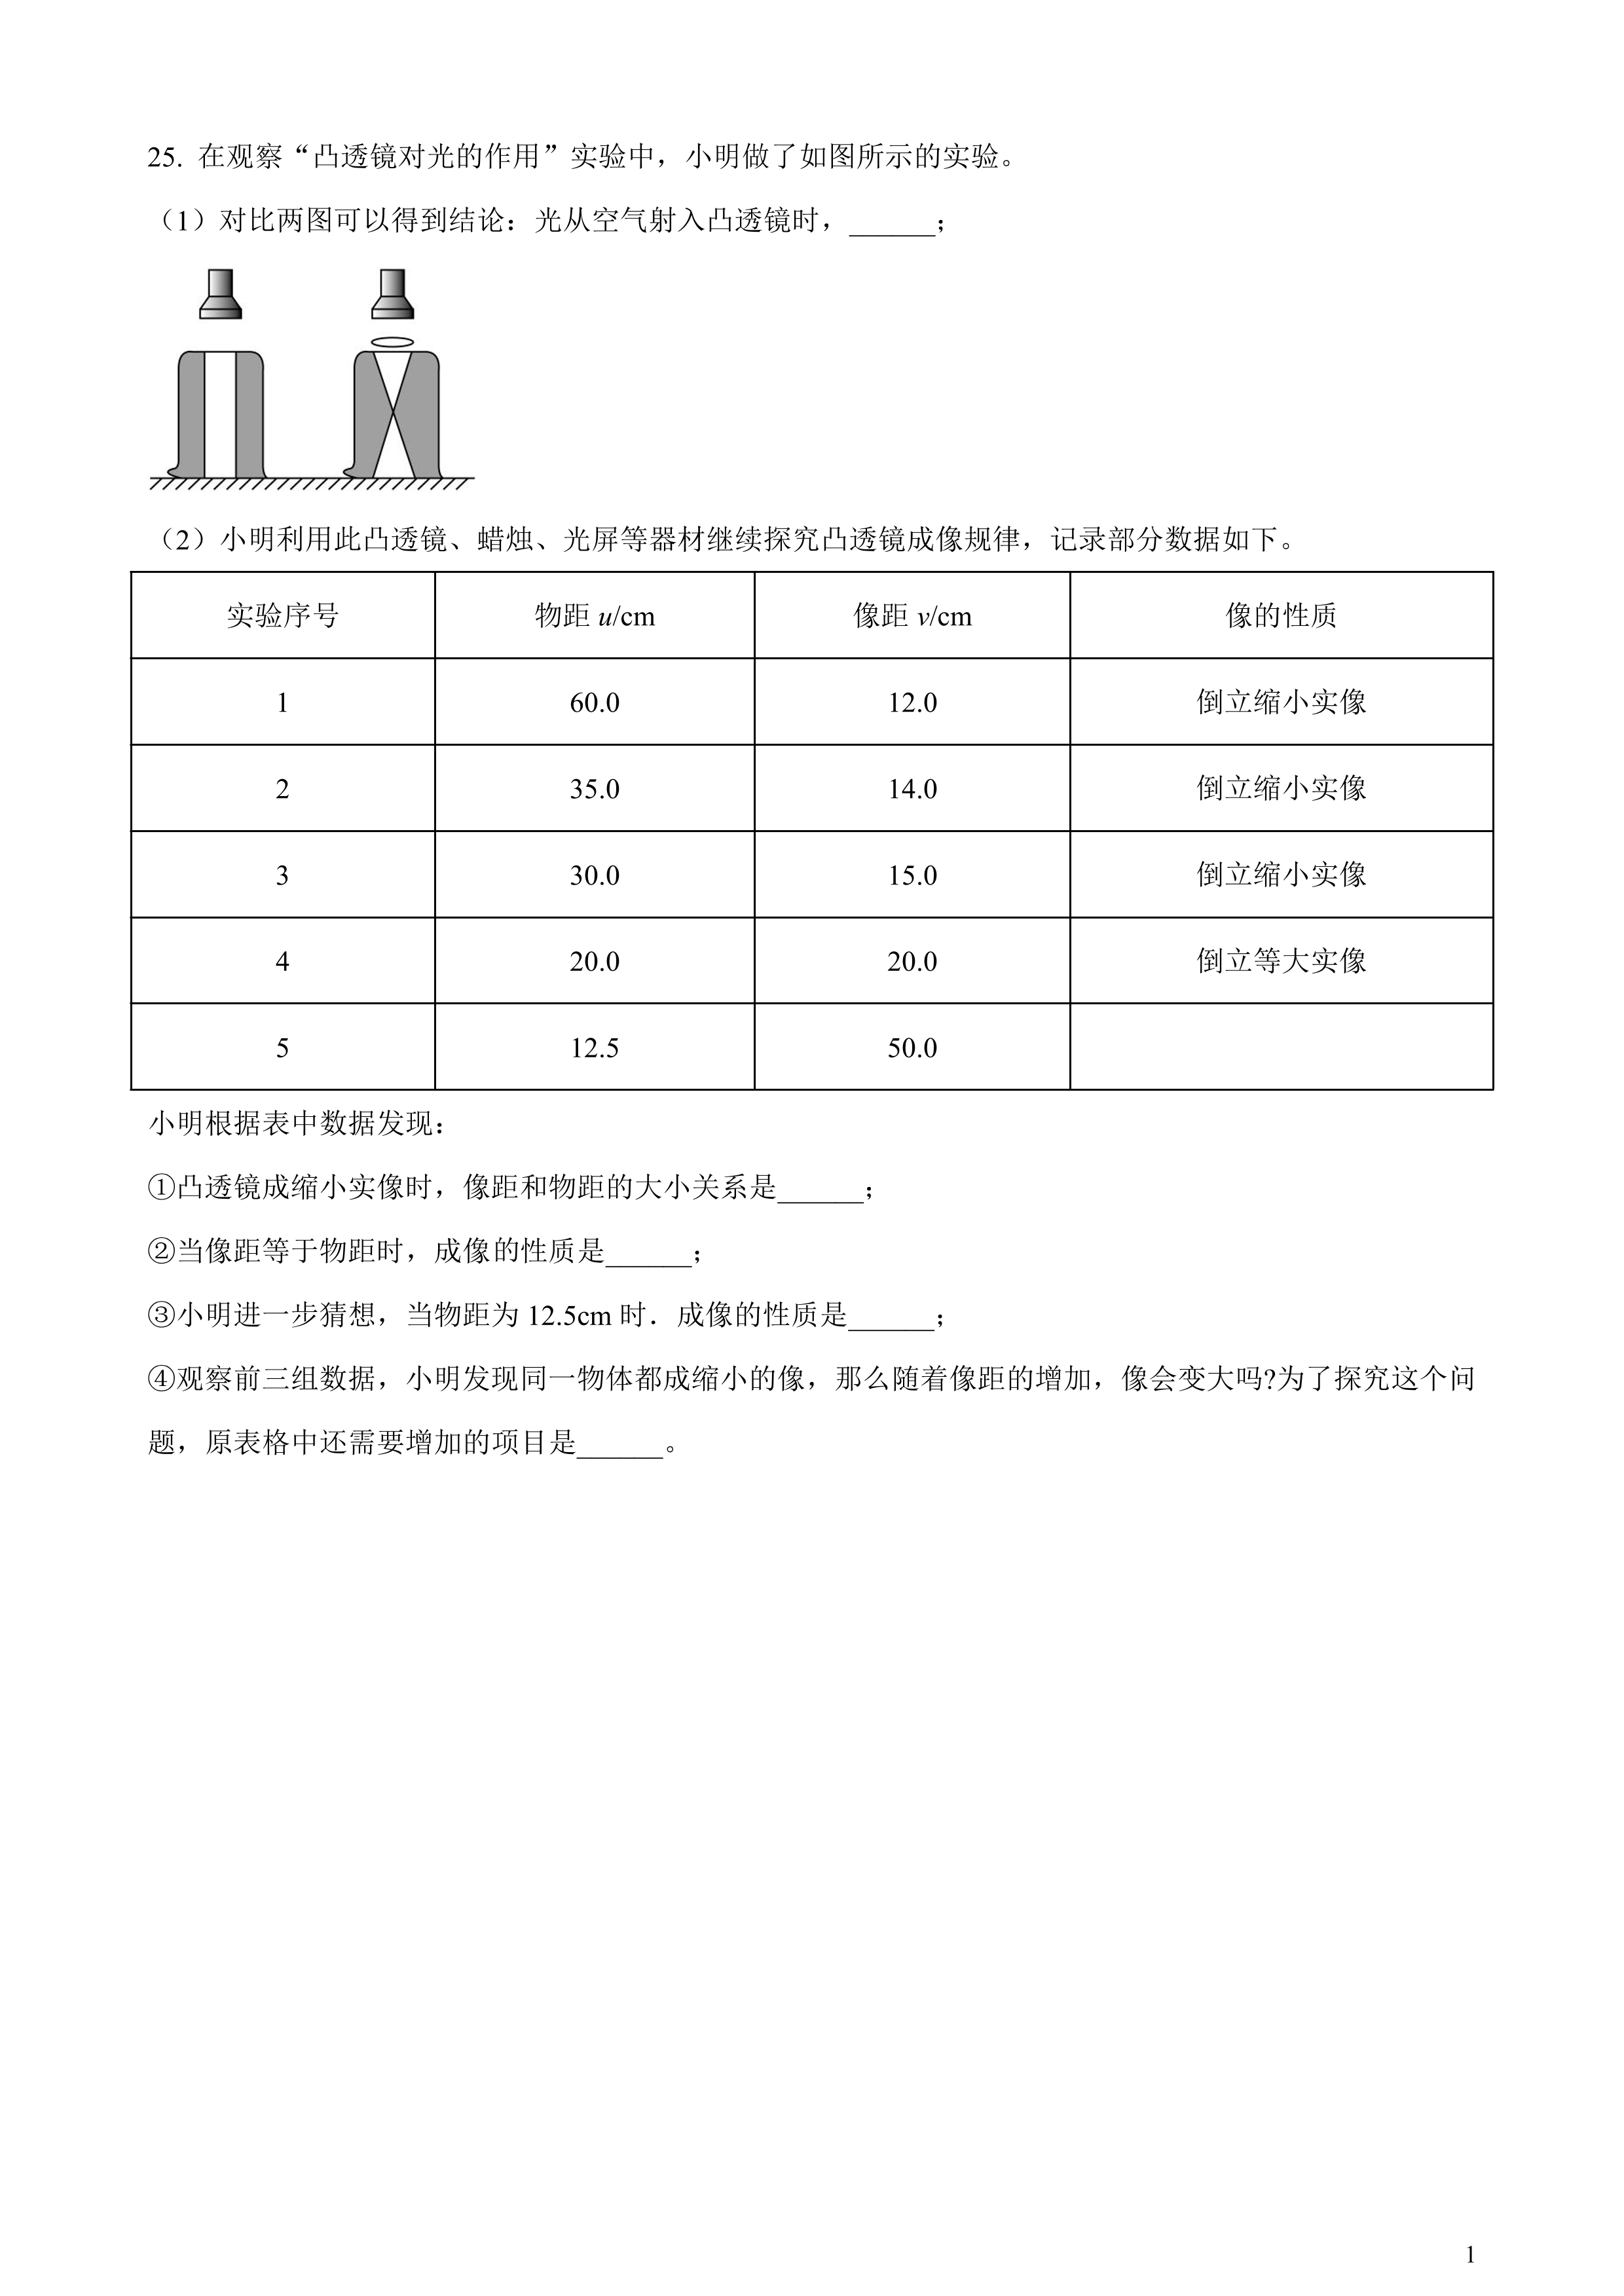 25. 在观察“凸透镜对光的作用”实验中，小明做了如图所示的实验。
（1）对比两图可以得到结论：光从空气射入凸透镜时，______；
（2）小明利用此凸透镜、蜡烛、光屏等器材继续探究凸透镜成像规律，记录部分数据如下。
实验序号 物距 u/cm 像距 v/cm 像的性质
1 60.0 12.0 倒立缩小实像
2 35.0 14.0 倒立缩小实像
3 30.0 15.0 倒立缩小实像
4 20.0 20.0 倒立等大实像
5 12.5 50.0
小明根据表中数据发现：
①凸透镜成缩小实像时，像距和物距的大小关系是______；
②当像距等于物距时，成像的性质是______；
③小明进一步猜想，当物距为 12.5cm 时．成像的性质是______；
④观察前三组数据，小明发现同一物体都成缩小的像，那么随着像距的增加，像会变大吗?为了探究这个问
题，原表格中还需要增加的项目是______。
1